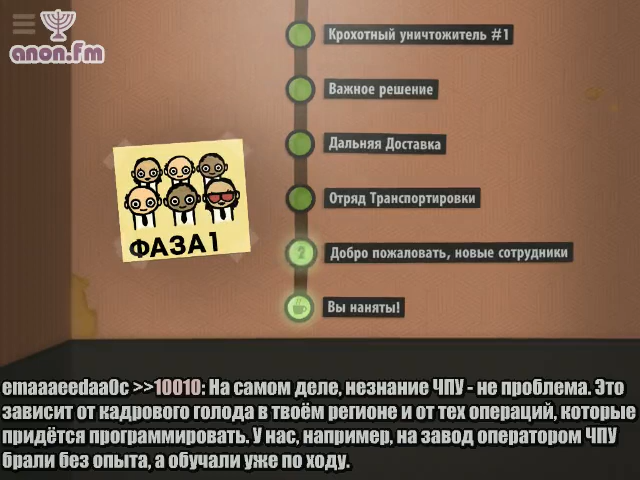 anon.fm
Крохотный уничтожитель #1
Важное решение
Дальняя Доставка
Отряд Транспортировки
2
Добро пожаловать, новые сотрудники
Вы наняты!
ФАЗА 1
emaaaeedaa0c >>10010: На самом деле, незнание ЧПУ - не проблема. Это
зависит от кадрового голода в твоём регионе и от тех операций, которые
придётся программировать. У нас, например, на завод оператором ЧПУ
брали без опыта, а обучали уже по ходу.